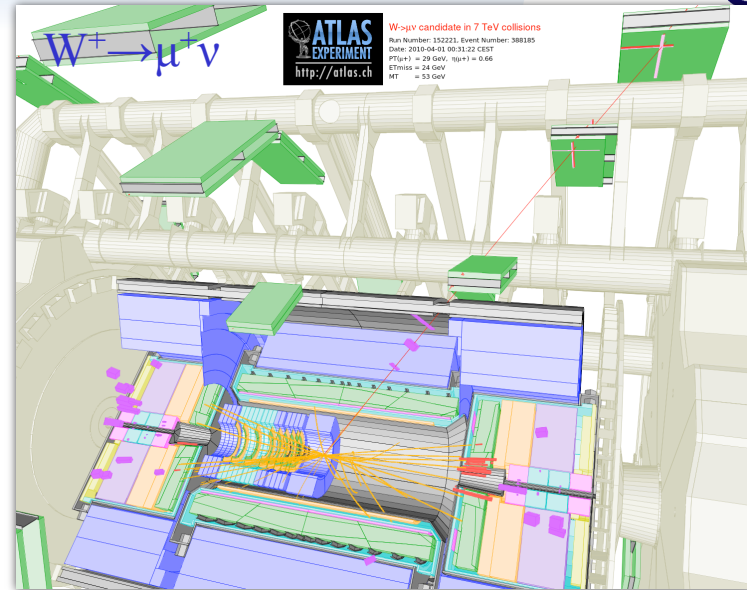 W⁺→μ⁺ν
ATLAS
EXPERIMENT
http://atlas.ch
W->μν candidate in 7 TeV collisions
Run Number: 152221, Event Number: 388185
Date: 2010-04-01 00:31:22 CEST
PT(μ+) = 29 GeV, η(μ+) = 0.66
ETmiss = 24 GeV
MT = 53 GeV